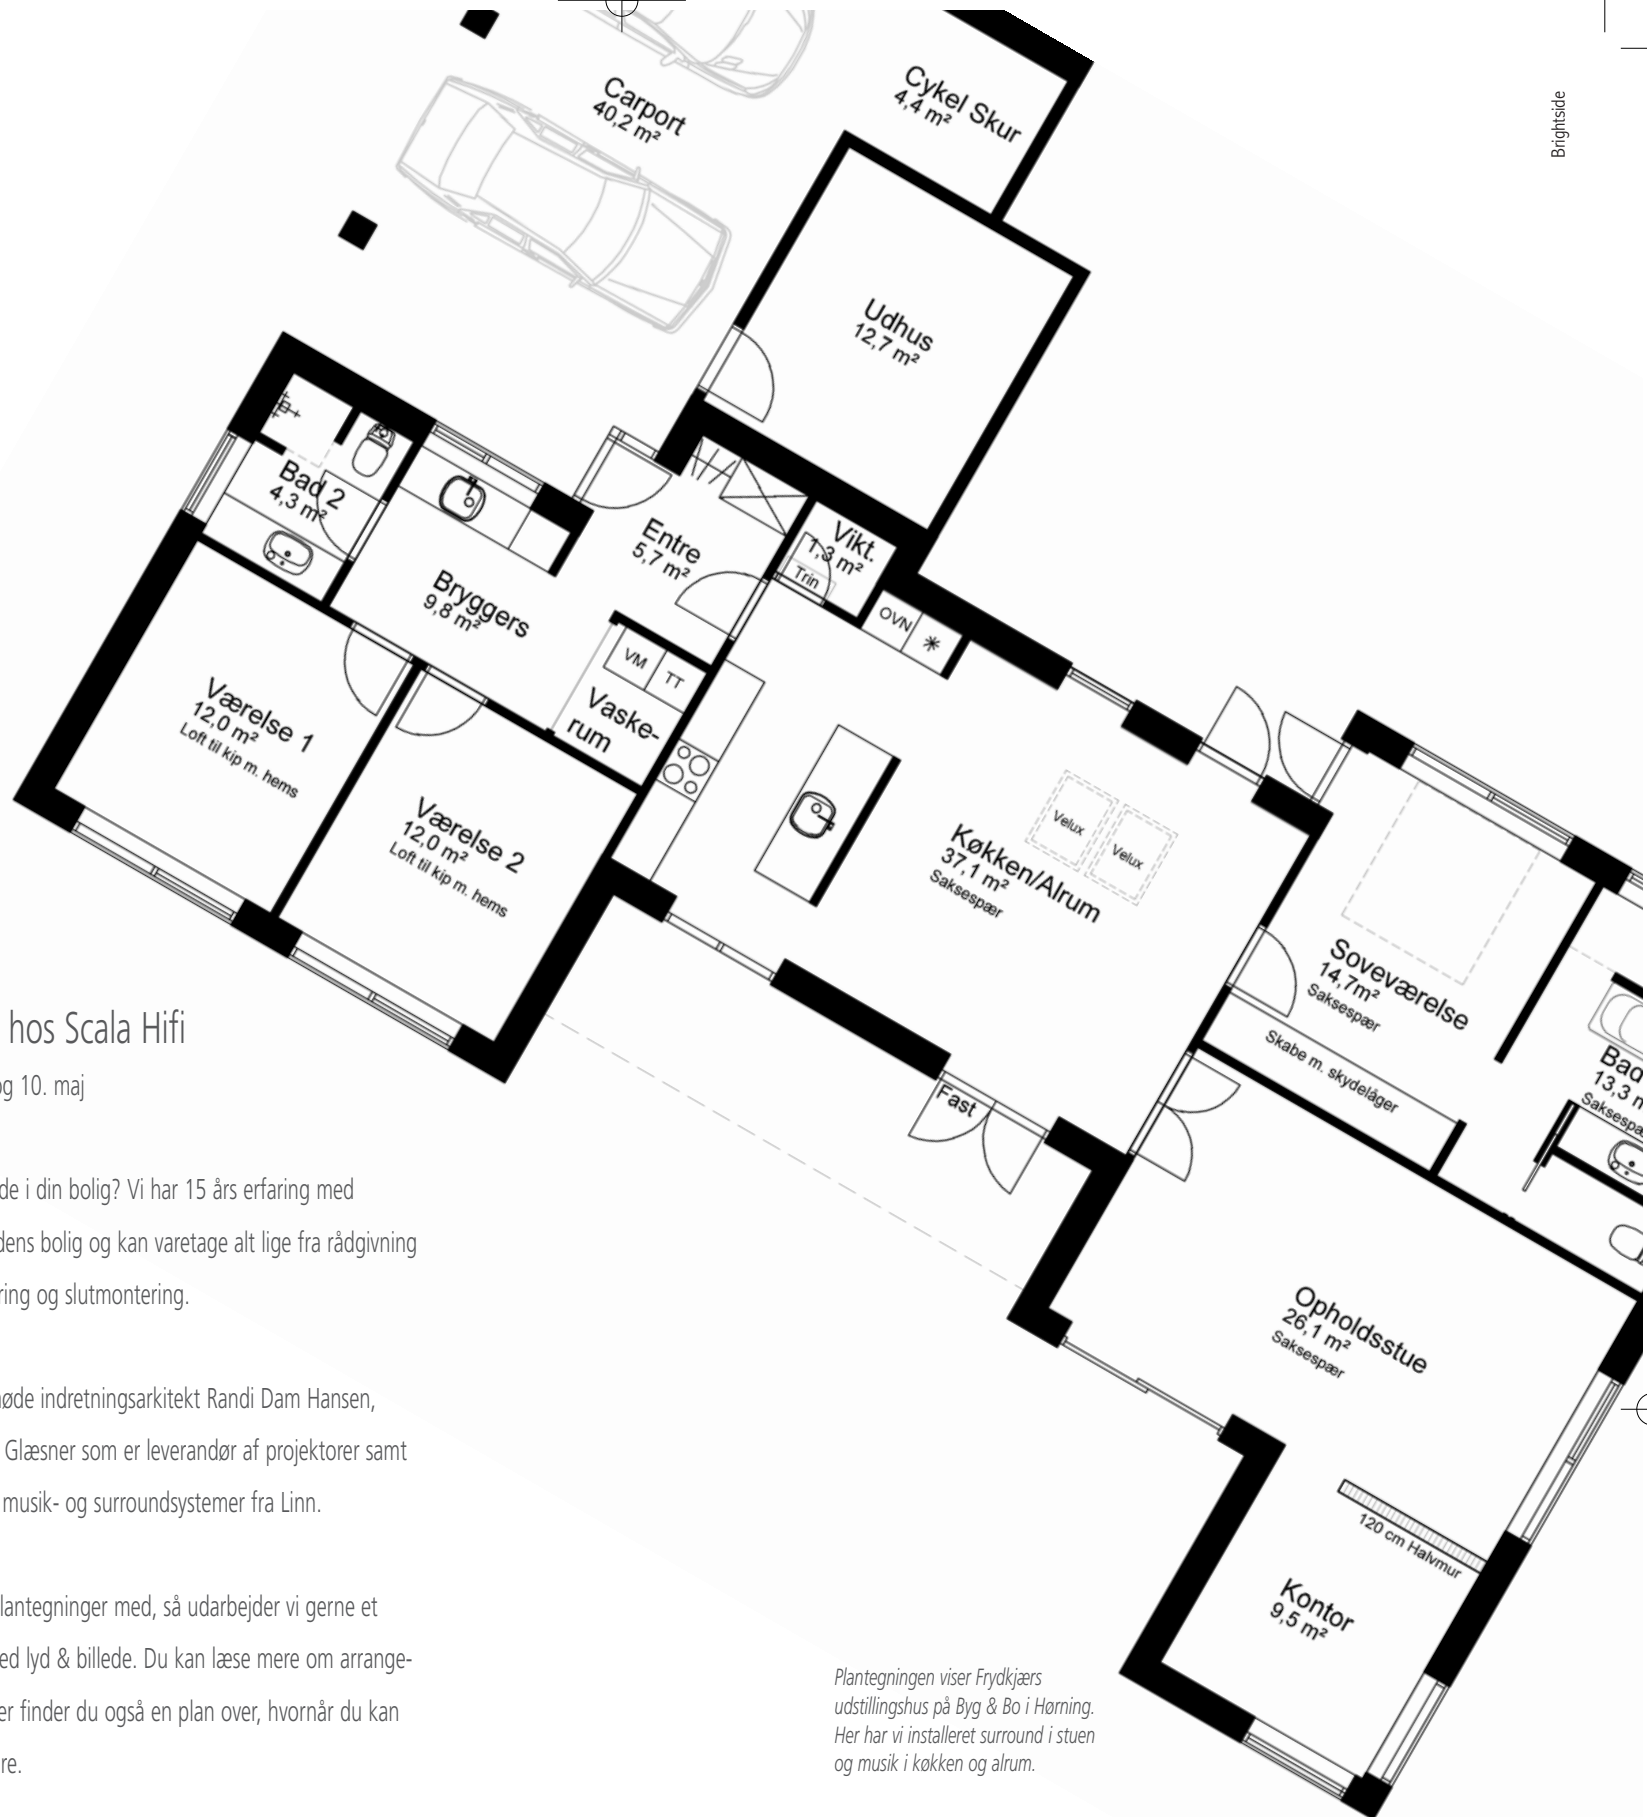 Brightside
Carport
40,2 m²
Cykel Skur
4,4 m²
Udhus
12,7 m²
Bad 2
4,3 m²
Bryggers
9,8 m²
Entre
5,7 m²
Vikt.
1,3 m²
Trin
OVN
VM
TT
Vaske-
rum
Værelse 1
12,0 m²
Loft til kip m. hems
Værelse 2
12,0 m²
Loft til kip m. hems
Køkken/Alrum
37,1 m²
Saksespær
Velux
Velux
Soveværelse
14,7m²
Saksespær
Skabe m. skydelåger
Bad
13,3 m
Saksespæ
Fast
Opholdsstue
26,1 m²
Saksespær
120 cm Halvmur
Kontor
9,5 m²
hos Scala Hifi
og 10. maj
de i din bolig? Vi har 15 års erfaring med
dens bolig og kan varetage alt lige fra rådgivning
ring og slutmontering.
øde indretningsarkitekt Randi Dam Hansen,
Glæsner som er leverandør af projektorer samt
musik- og surroundsystemer fra Linn.
lantegninger med, så udarbejder vi gerne et
ed lyd & billede. Du kan læse mere om arrange-
er finder du også en plan over, hvornår du kan
re.
Plantegningen viser Frydkjærs
udstillingshus på Byg & Bo i Hørning.
Her har vi installeret surround i stuen
og musik i køkken og alrum.